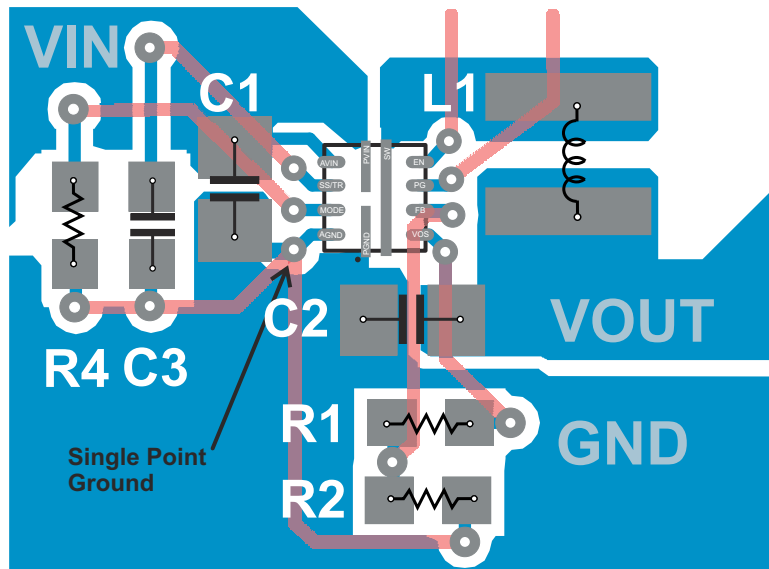 VIN
C1
L1
AVIN
SS/TR
MODE
AGND
PVIN
PGND
SW
EN
PG
FB
VOS
C2
VOUT
R4 C3
R1
GND
Single Point
Ground
R2